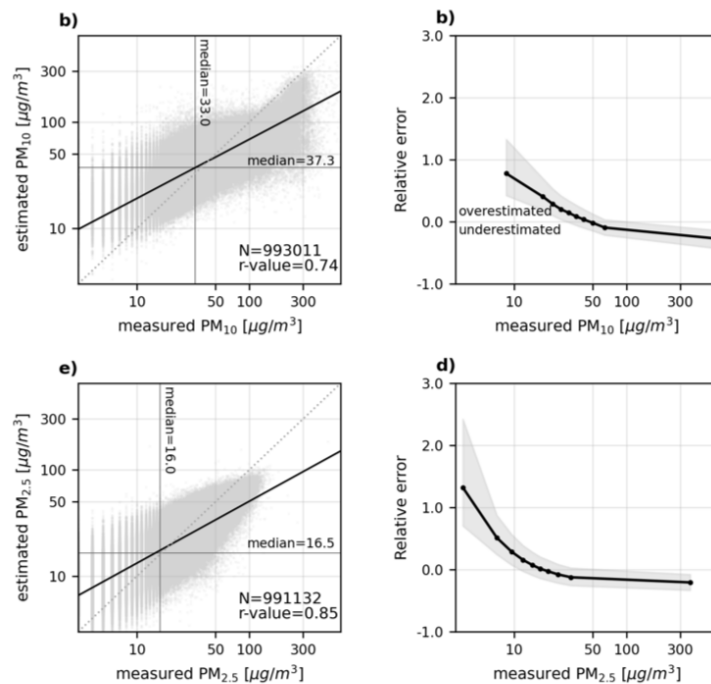 b)
estimated PM10 [μg/m³]
300
100
50
10
median=33.0
median=37.3
N=993011
r-value=0.74
10 50 100 300
measured PM10 [μg/m³]
b)
Relative error
3.0
2.0
1.0
0.0
-1.0
overestimated
underestimated
10 50 100 300
measured PM10 [μg/m³]
e)
estimated PM2.5 [μg/m³]
300
100
50
10
median=16.0
median=16.5
N=991132
r-value=0.85
10 50 100 300
measured PM2.5 [μg/m³]
d)
Relative error
3.0
2.0
1.0
0.0
-1.0
10 50 100 300
measured PM2.5 [μg/m³]